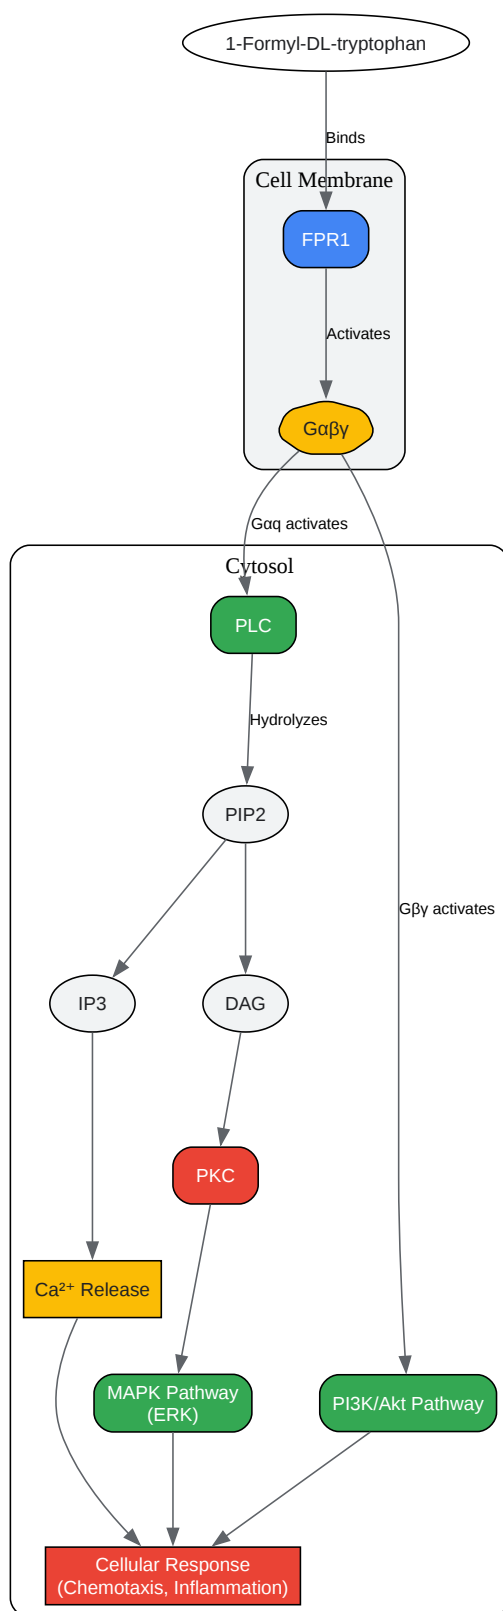 1-Formyl-DL-tryptophan
Binds
Cell Membrane
FPR1
Activates
Gαβγ
Gαq activates
Cytosol
PLC
Hydrolyzes
PIP2
Gβγ activates
IP3
DAG
PKC
Ca²⁺ Release
MAPK Pathway
(ERK)
PI3K/Akt Pathway
Cellular Response
(Chemotaxis, Inflammation)